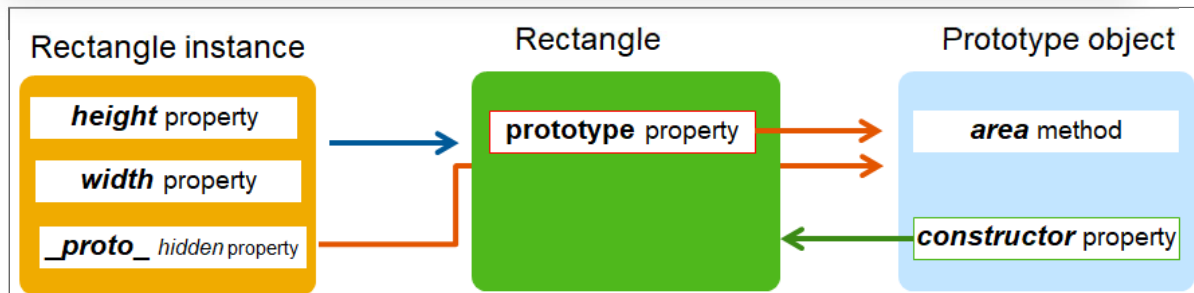 Rectangle instance
Rectangle
Prototype object
height property
width property
_proto_ hidden property
prototype property
area method
constructor property